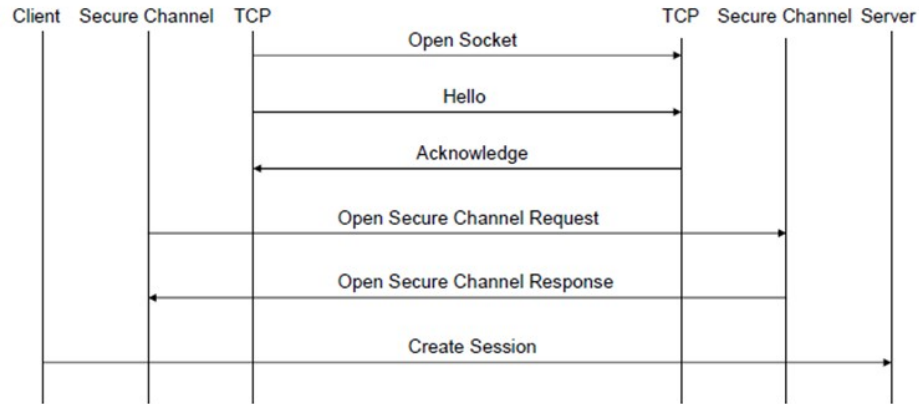 Client Secure Channel TCP TCP Secure Channel Server
Open Socket
Hello
Acknowledge
Open Secure Channel Request
Open Secure Channel Response
Create Session